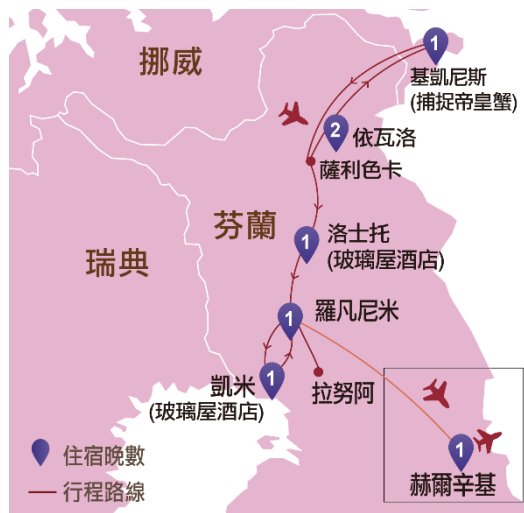 挪威
1
基凱尼斯
(捕捉帝皇蟹)
2
依瓦洛
薩利色卡
芬蘭
1
洛士托
(玻璃屋酒店)
瑞典
1
羅凡尼米
1
凱米
(玻璃屋酒店)
拉努阿
1
赫爾辛基
住宿晚數
行程路線